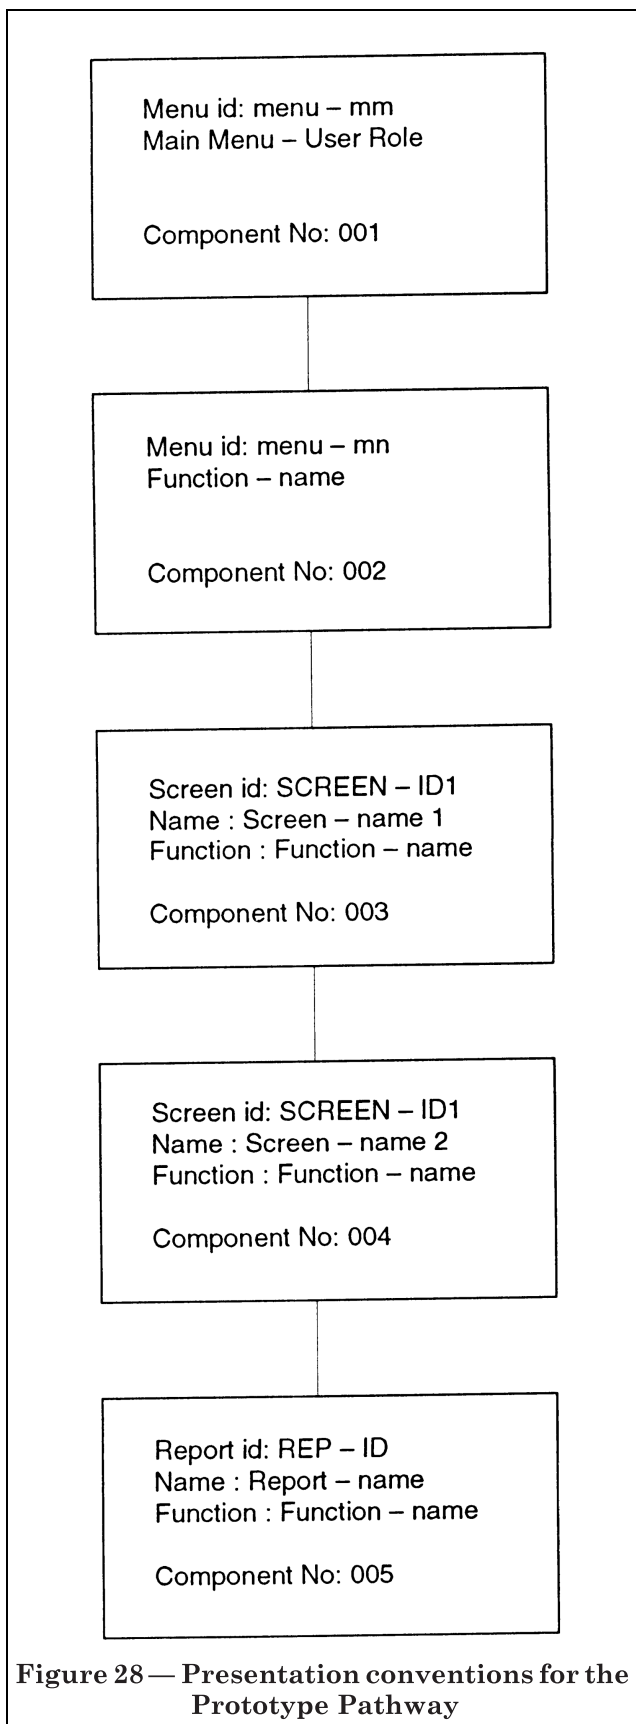 Menu id: menu – mm
Main Menu – User Role
Component No: 001
Menu id: menu – mn
Function – name
Component No: 002
Screen id: SCREEN – ID1
Name : Screen – name 1
Function : Function – name
Component No: 003
Screen id: SCREEN – ID1
Name : Screen – name 2
Function : Function – name
Component No: 004
Report id: REP – ID
Name : Report – name
Function : Function – name
Component No: 005
Figure 28 — Presentation conventions for the
Prototype Pathway